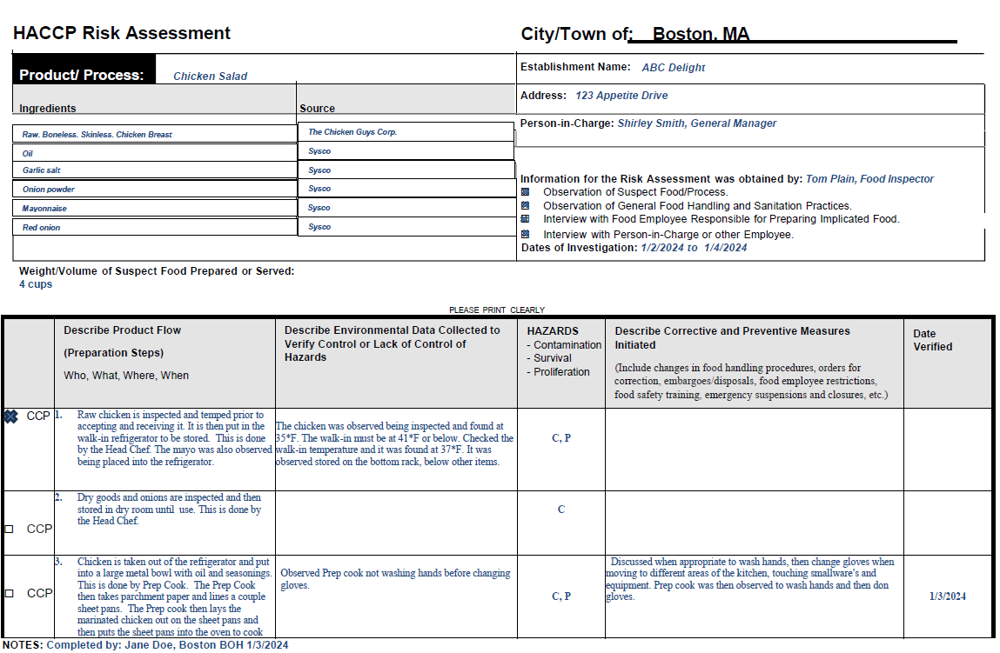 HACCP Risk Assessment
City/Town of: Boston, MA
Product/ Process: Chicken Salad
Establishment Name: ABC Delight
Address: 123 Appetite Drive
Ingredients Source
Person-in-Charge: Shirley Smith, General Manager
Raw. Boneless. Skinless. Chicken Breast The Chicken Guys Corp.
Oil Sysco
Garlic salt Sysco
Onion powder Sysco
Mayonnaise Sysco
Red onion Sysco
Information for the Risk Assessment was obtained by: Tom Plain, Food Inspector
Observation of Suspect Food/Process.
Observation of General Food Handling and Sanitation Practices.
Interview with Food Employee Responsible for Preparing Implicated Food.
Interview with Person-in-Charge or other Employee.
Dates of Investigation: 1/2/2024 to 1/4/2024
Weight/Volume of Suspect Food Prepared or Served:
4 cups
PLEASE PRINT CLEARLY
Describe Product Flow
(Preparation Steps)
Who, What, Where, When
Describe Environmental Data Collected to
Verify Control or Lack of Control of
Hazards
HAZARDS
- Contamination
- Survival
- Proliferation
Describe Corrective and Preventive Measures
Initiated
(Include changes in food handling procedures, orders for
correction, embargoes/disposals, food employee restrictions,
food safety training, emergency suspensions and closures, etc.)
Date
Verified
CCP
1. Raw chicken is inspected and temped prior to
accepting and receiving it. It is then put in the
walk-in refrigerator to be stored. This is done
by the Head Chef. The mayo was also observed
being placed into the refrigerator.
The chicken was observed being inspected and found at
35*F. The walk-in must be at 41*F or below. Checked the
walk-in temperature and it was found at 37*F. It was
observed stored on the bottom rack, below other items.
C, P
CCP
2. Dry goods and onions are inspected and then
stored in dry room until use. This is done by
the Head Chef.
C
CCP
3. Chicken is taken out of the refrigerator and put
into a large metal bowl with oil and seasonings.
This is done by Prep Cook. The Prep Cook
then takes parchment paper and lines a couple
sheet pans. The Prep cook then lays the
marinated chicken out on the sheet pans and
then puts the sheet pans into the oven to cook
Observed Prep cook not washing hands before changing
gloves.
C, P
Discussed when appropriate to wash hands, then change gloves when
moving to different areas of the kitchen, touching smallware's and
equipment. Prep cook was then observed to wash hands and then don
gloves.
1/3/2024
NOTES: Completed by: Jane Doe, Boston BOH 1/3/2024